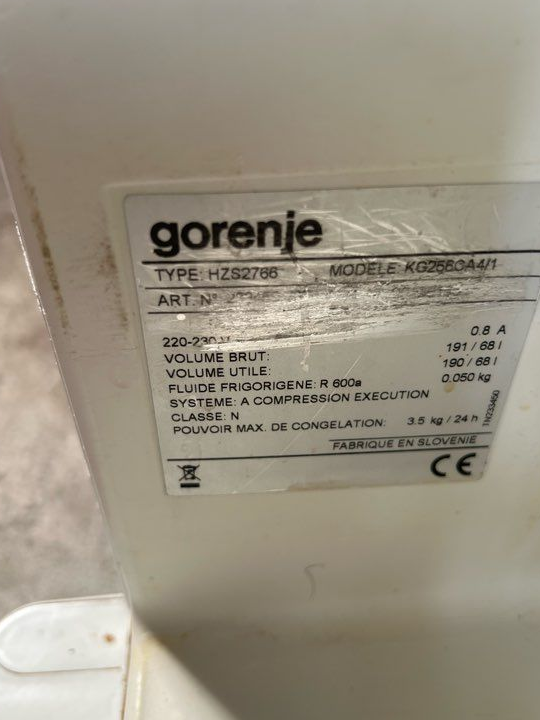 gorenje
TYPE: HZS2766 MODELE: KG256GA4/1
ART. N°
220-230 V 0.8 A
VOLUME BRUT: 191 / 68 l
VOLUME UTILE: 190 / 68 l
FLUIDE FRIGORIGENE: R 600a 0.050 kg
SYSTEME: A COMPRESSION EXECUTION
CLASSE: N
POUVOIR MAX. DE CONGELATION: 3.5 kg / 24 h
FABRIQUE EN SLOVENIE
CE